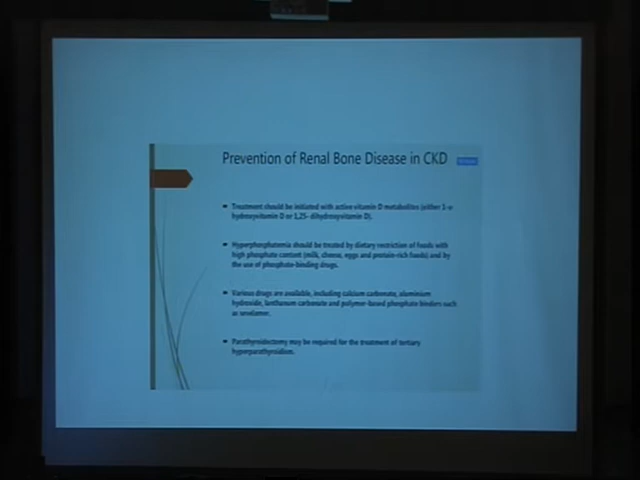 Prevention of Renal Bone Disease in CKD
Treatment should be initiated with active vitamin D metabolites (either 1-α
hydroxyvitamin D or 1,25- dihydroxyvitamin D).
Hyperphosphatemia should be treated by dietary restriction of foods with
high phosphate content (milk, cheese, eggs and protein-rich foods) and by
the use of phosphate-binding drugs.
Various drugs are available, including calcium carbonate, aluminium
hydroxide, lanthanum carbonate and polymer-based phosphate binders such
as sevelamer.
Parathyroidectomy may be required for the treatment of tertiary
hyperparathyroidism.